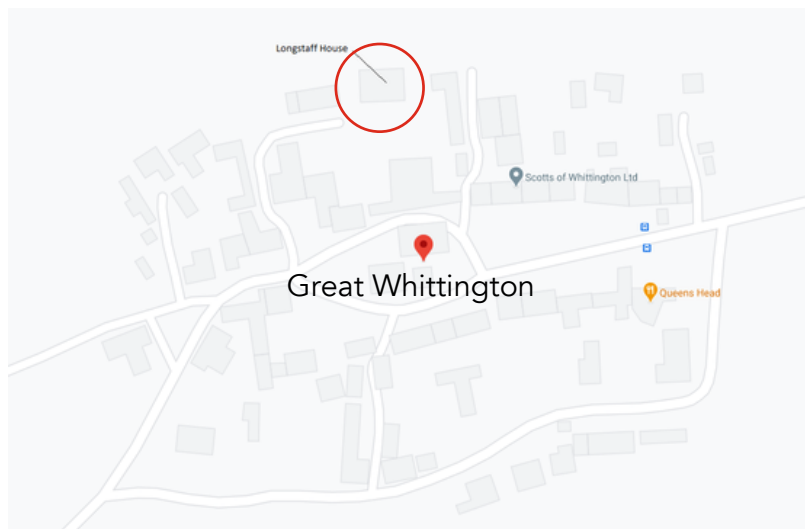 Longstaff House
Scotts of Whittington Ltd
Great Whittington
Queens Head